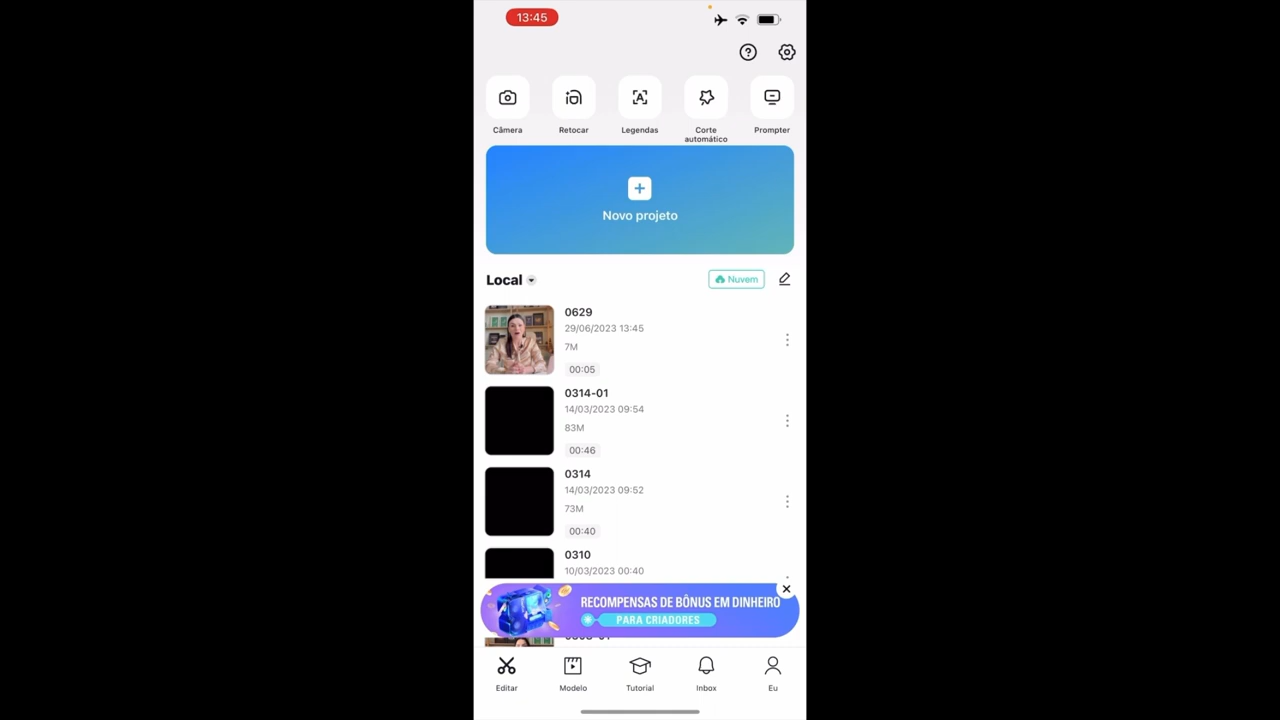 13:45
Câmera
Retocar
Legendas
Corte
automático
Prompter
Novo projeto
Local
Nuvem
0629
29/06/2023 13:45
7M
00:05
0314-01
14/03/2023 09:54
83M
00:46
0314
14/03/2023 09:52
73M
00:40
0310
10/03/2023 00:40
RECOMPENSAS DE BÔNUS EM DINHEIRO
PARA CRIADORES
Editar
Modelo
Tutorial
Inbox
Eu